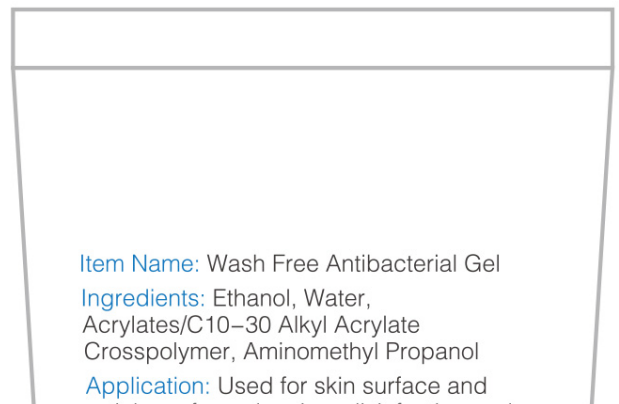 Item Name: Wash Free Antibacterial Gel
Ingredients: Ethanol, Water,
Acrylates/C10–30 Alkyl Acrylate
Crosspolymer, Aminomethyl Propanol
Application: Used for skin surface and